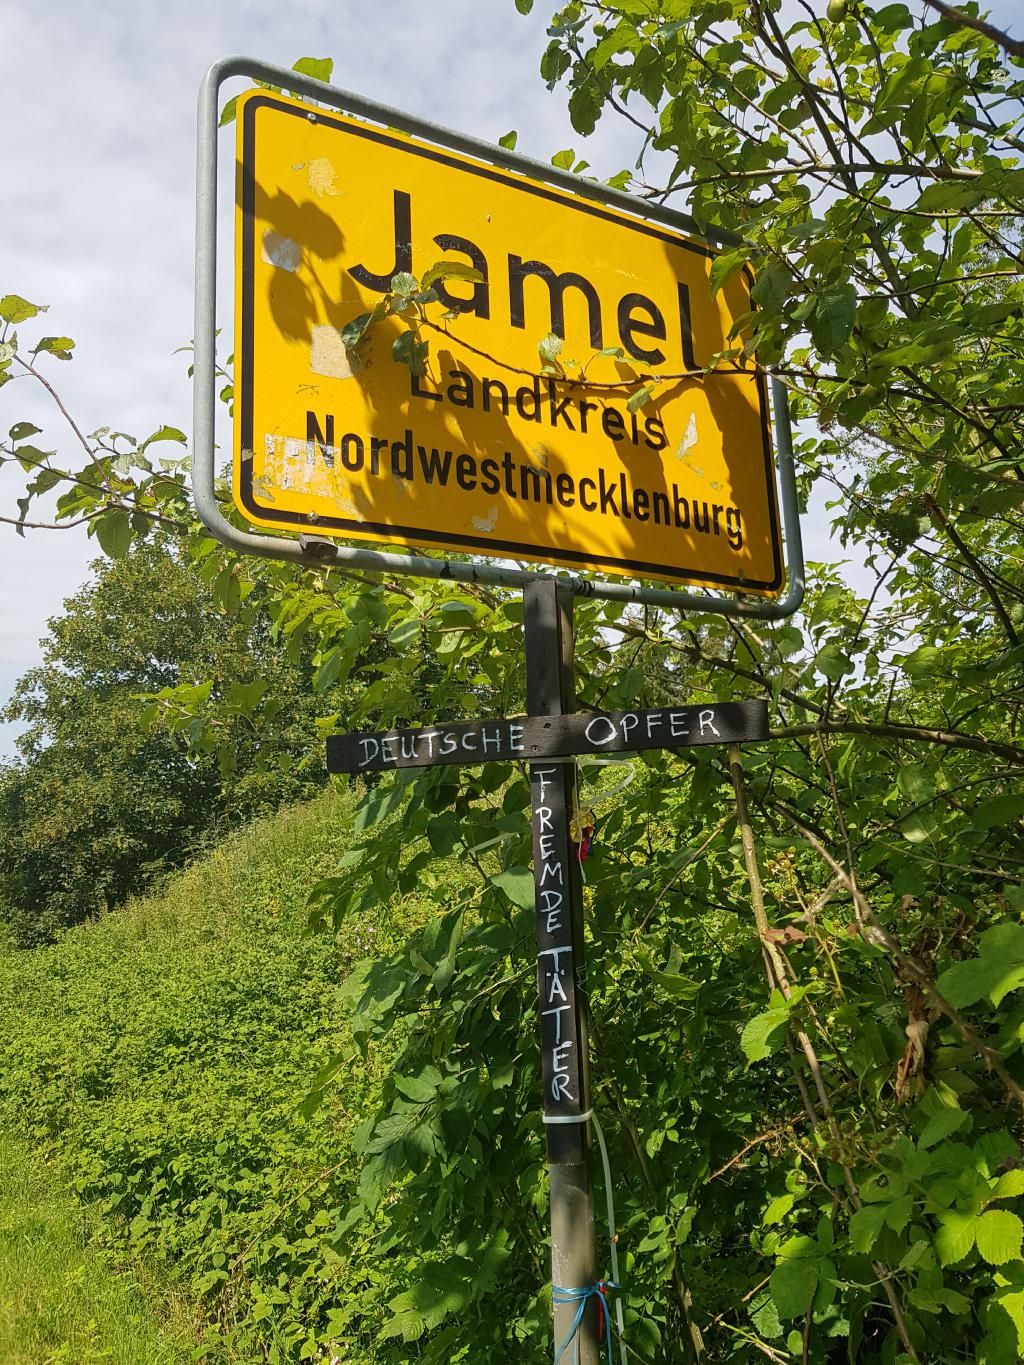 Jamel
Landkreis
Nordwestmecklenburg
DEUTSCHE OPFER
FREMDE TÄTER